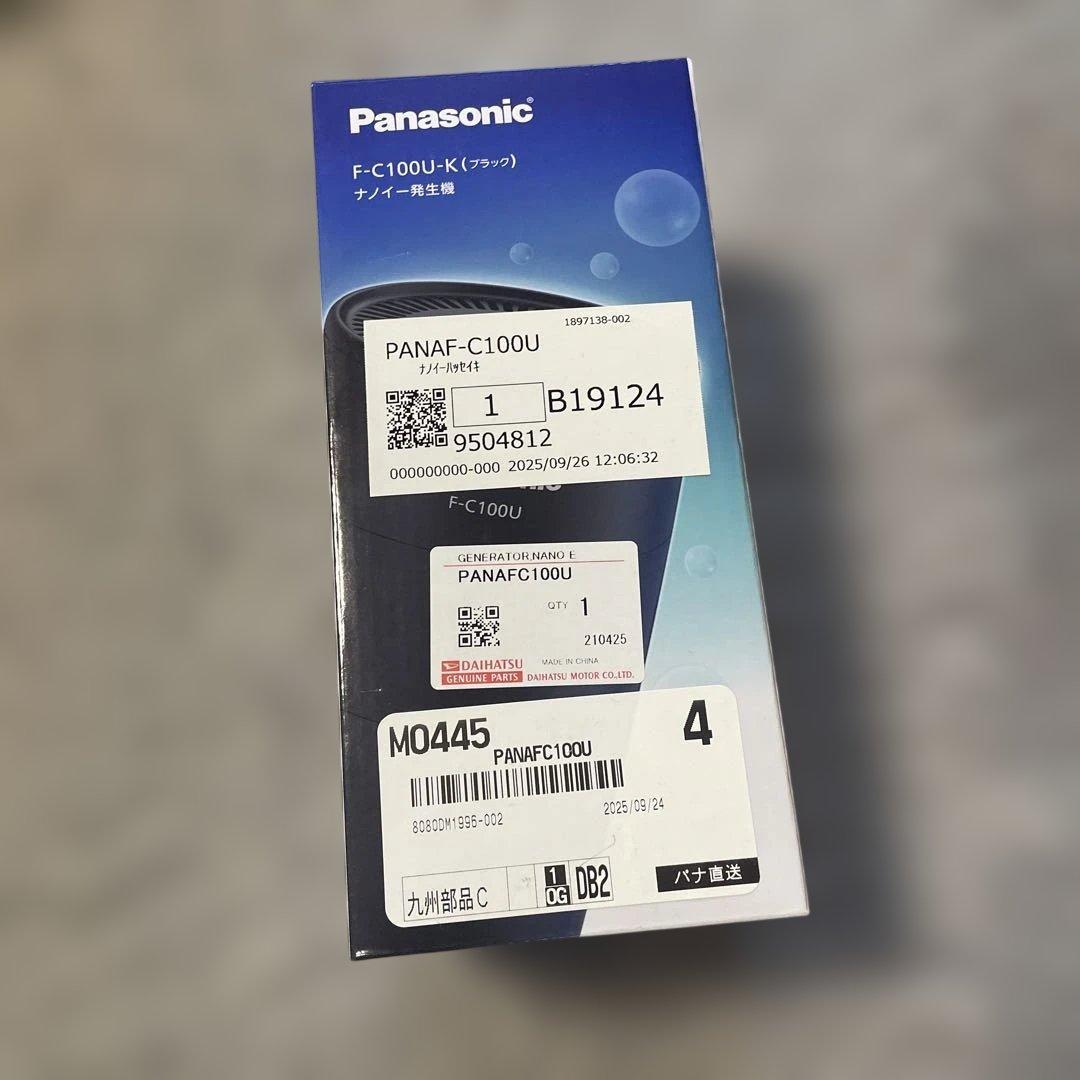 Panasonic®
F-C100U-K(ブラック)
ナノイー発生機
1897138-002
PANAF-C100U
ﾅﾉｲｰﾊｯｾｲｷ
1 B19124
9504812
000000000-000 2025/09/26 12:06:32
F-C100U
GENERATOR,NANO E
PANAFC100U
QTY 1
210425
DAIHATSU
GENUINE PARTS
MADE IN CHINA
DAIHATSU MOTOR CO.,LTD.
M0445
PANAFC100U
4
8080DM1996-002
2025/09/24
九州部品C
1
OG
DB2
パナ直送